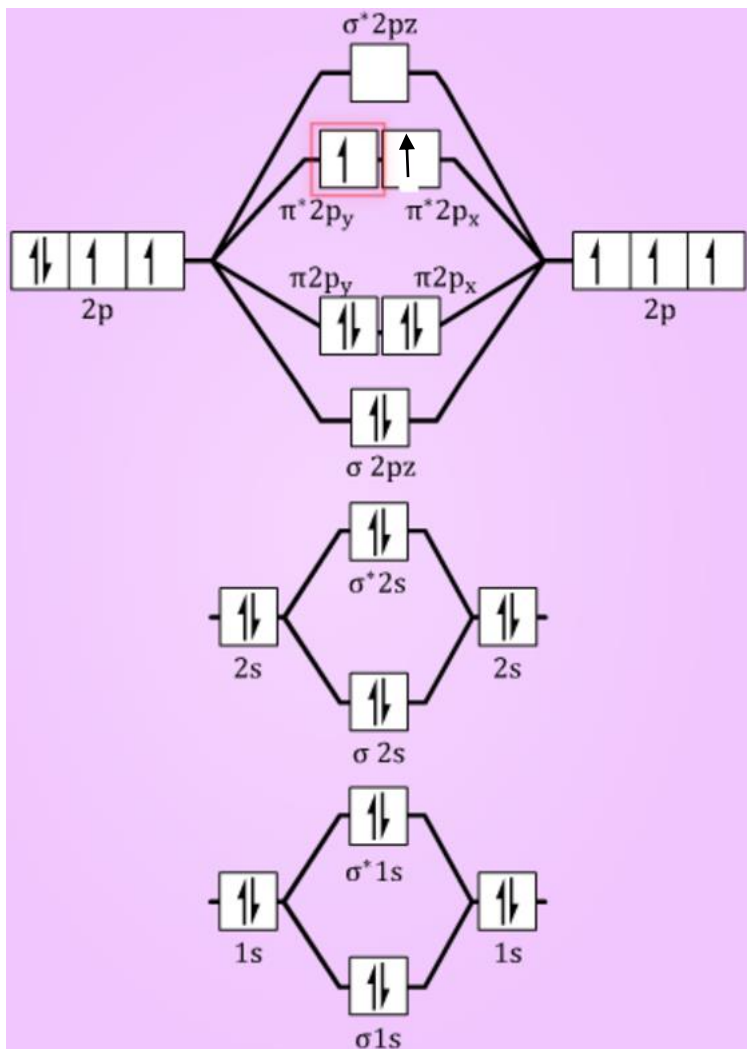 σ*2pz
π*2py π*2px
π2py π2px
2p 2p
σ 2pz
σ*2s
2s 2s
σ 2s
σ*1s
1s 1s
σ1s